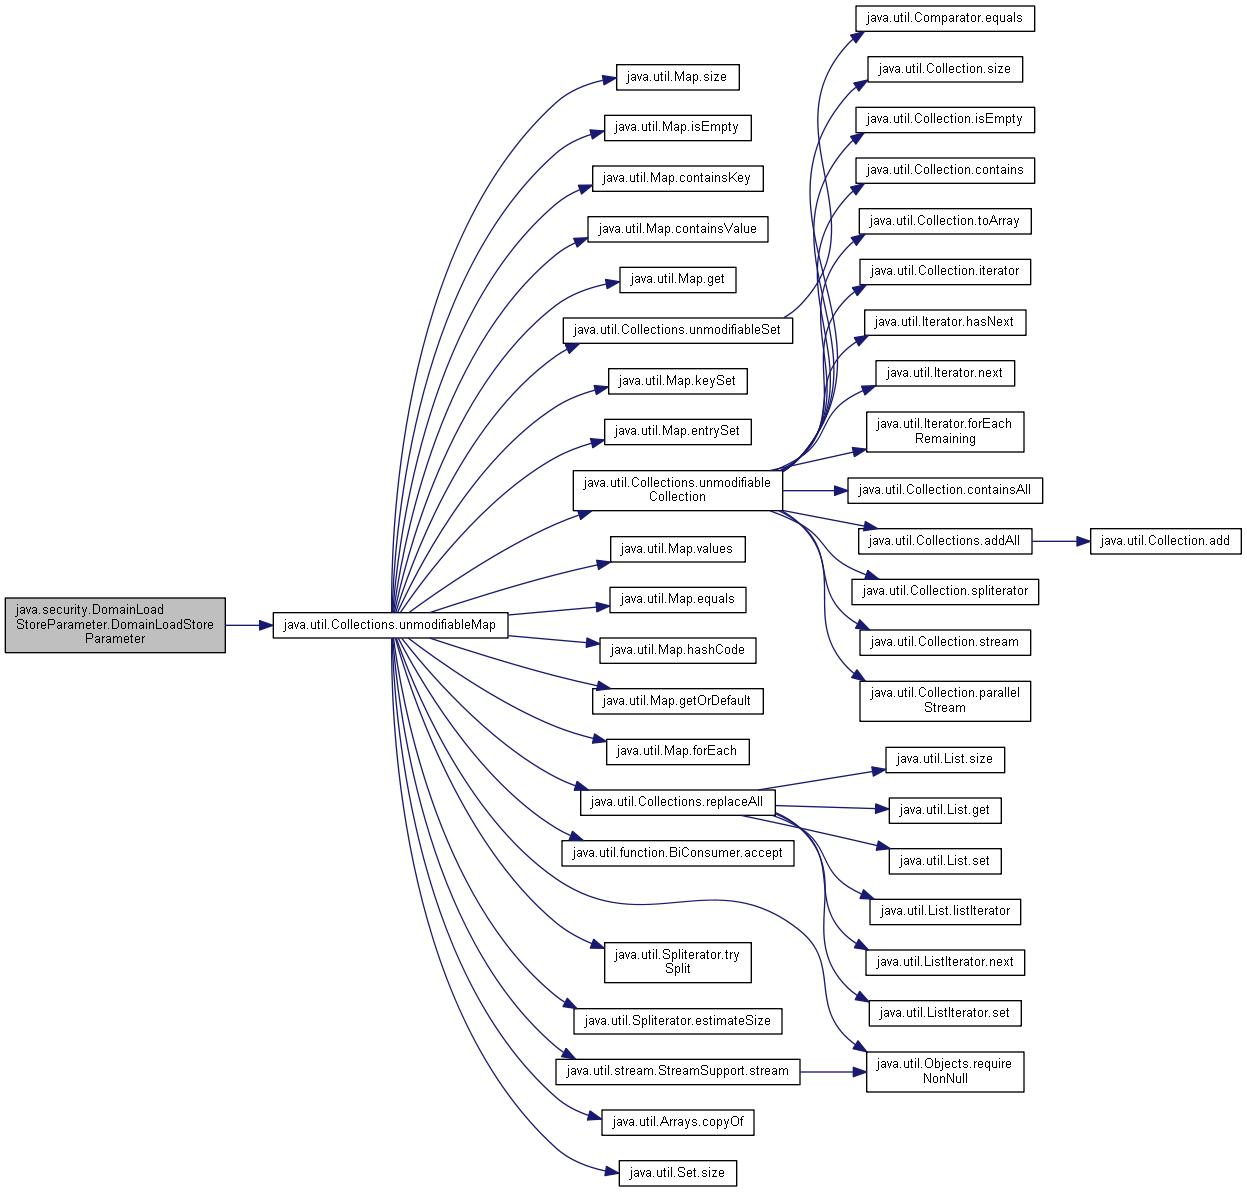 java.security.DomainLoad
StoreParameter.DomainLoadStore
Parameter
java.util.Collections.unmodifiableMap
java.util.Map.size
java.util.Map.isEmpty
java.util.Map.containsKey
java.util.Map.containsValue
java.util.Map.get
java.util.Collections.unmodifiableSet
java.util.Map.keySet
java.util.Map.entrySet
java.util.Collections.unmodifiable
Collection
java.util.Map.values
java.util.Map.equals
java.util.Map.hashCode
java.util.Map.getOrDefault
java.util.Map.forEach
java.util.Collections.replaceAll
java.util.function.BiConsumer.accept
java.util.Spliterator.try
Split
java.util.Spliterator.estimateSize
java.util.stream.StreamSupport.stream
java.util.Arrays.copyOf
java.util.Set.size
java.util.Comparator.equals
java.util.Collection.size
java.util.Collection.isEmpty
java.util.Collection.contains
java.util.Collection.toArray
java.util.Collection.iterator
java.util.Iterator.hasNext
java.util.Iterator.next
java.util.Iterator.forEach
Remaining
java.util.Collection.containsAll
java.util.Collections.addAll
java.util.Collection.spliterator
java.util.Collection.stream
java.util.Collection.parallel
Stream
java.util.List.size
java.util.List.get
java.util.List.set
java.util.List.listIterator
java.util.ListIterator.next
java.util.ListIterator.set
java.util.Objects.require
NonNull
java.util.Collection.add